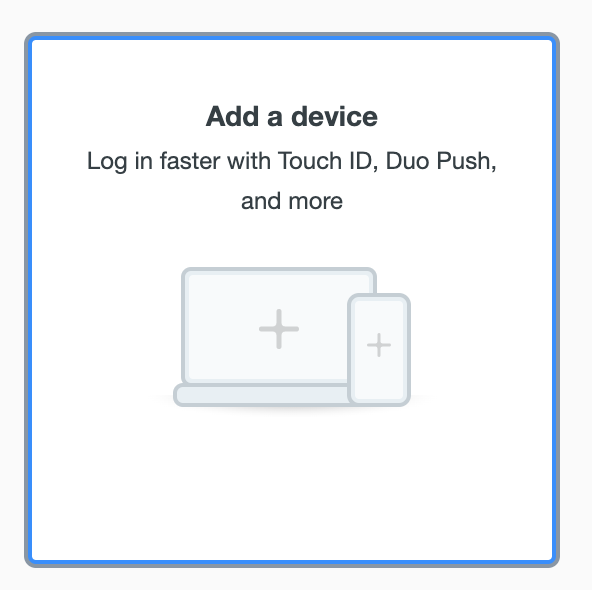 Add a device
Log in faster with Touch ID, Duo Push,
and more